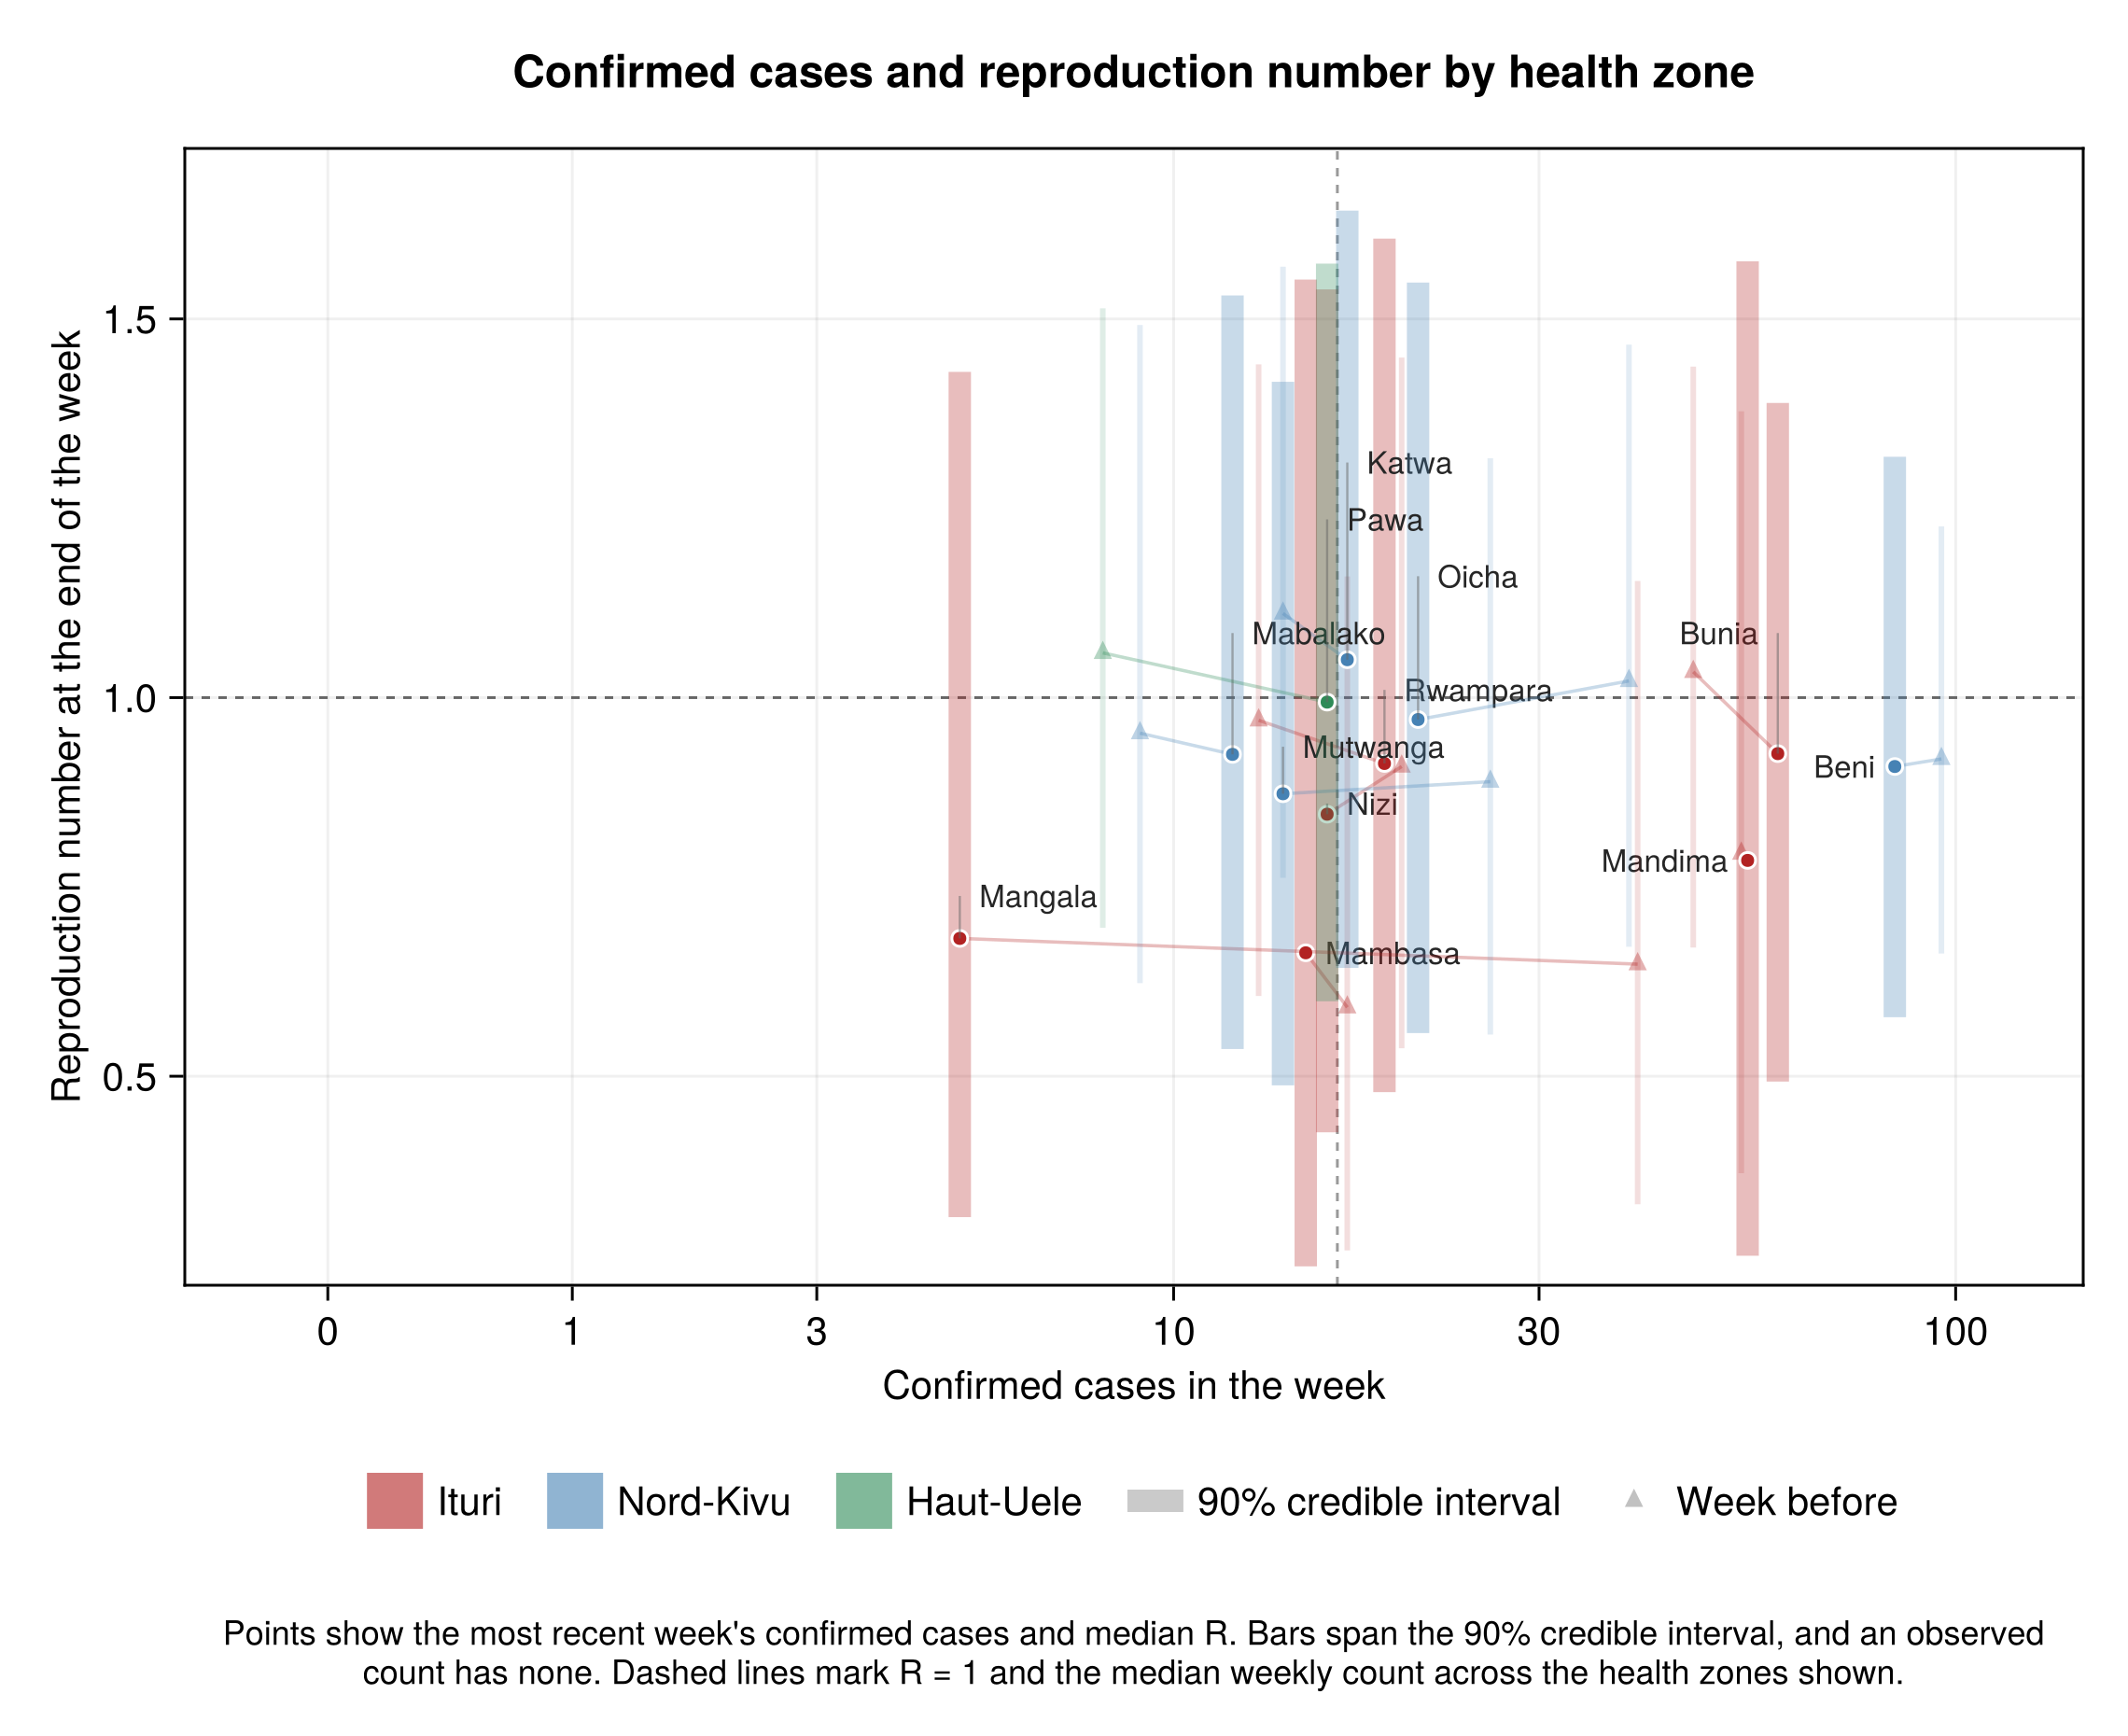 Confirmed cases and reproduction number by health zone
Reproduction number at the end of the week
1.5
1.0
0.5
Katwa
Pawa
Oicha
Mabalako
Bunia
Rwampara
Mutwanga
Beni
Nizi
Mandima
Mangala
Mambasa
0 1 3 10 30 100
Confirmed cases in the week
Ituri Nord-Kivu Haut-Uele 90% credible interval Week before
Points show the most recent week's confirmed cases and median R. Bars span the 90% credible interval, and an observed
count has none. Dashed lines mark R = 1 and the median weekly count across the health zones shown.